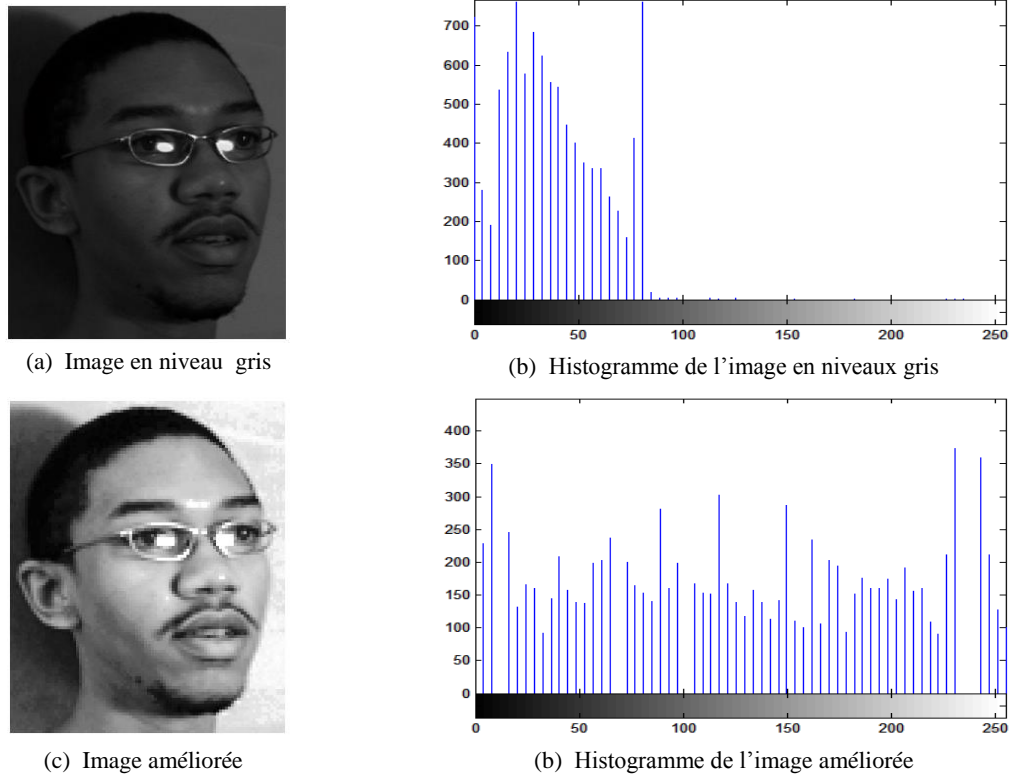 700
600
500
400
300
200
100
0
0 50 100 150 200 250
(a) Image en niveau gris
(b) Histogramme de l’image en niveaux gris
400
350
300
250
200
150
100
50
0
0 50 100 150 200 250
(c) Image améliorée
(b) Histogramme de l’image améliorée